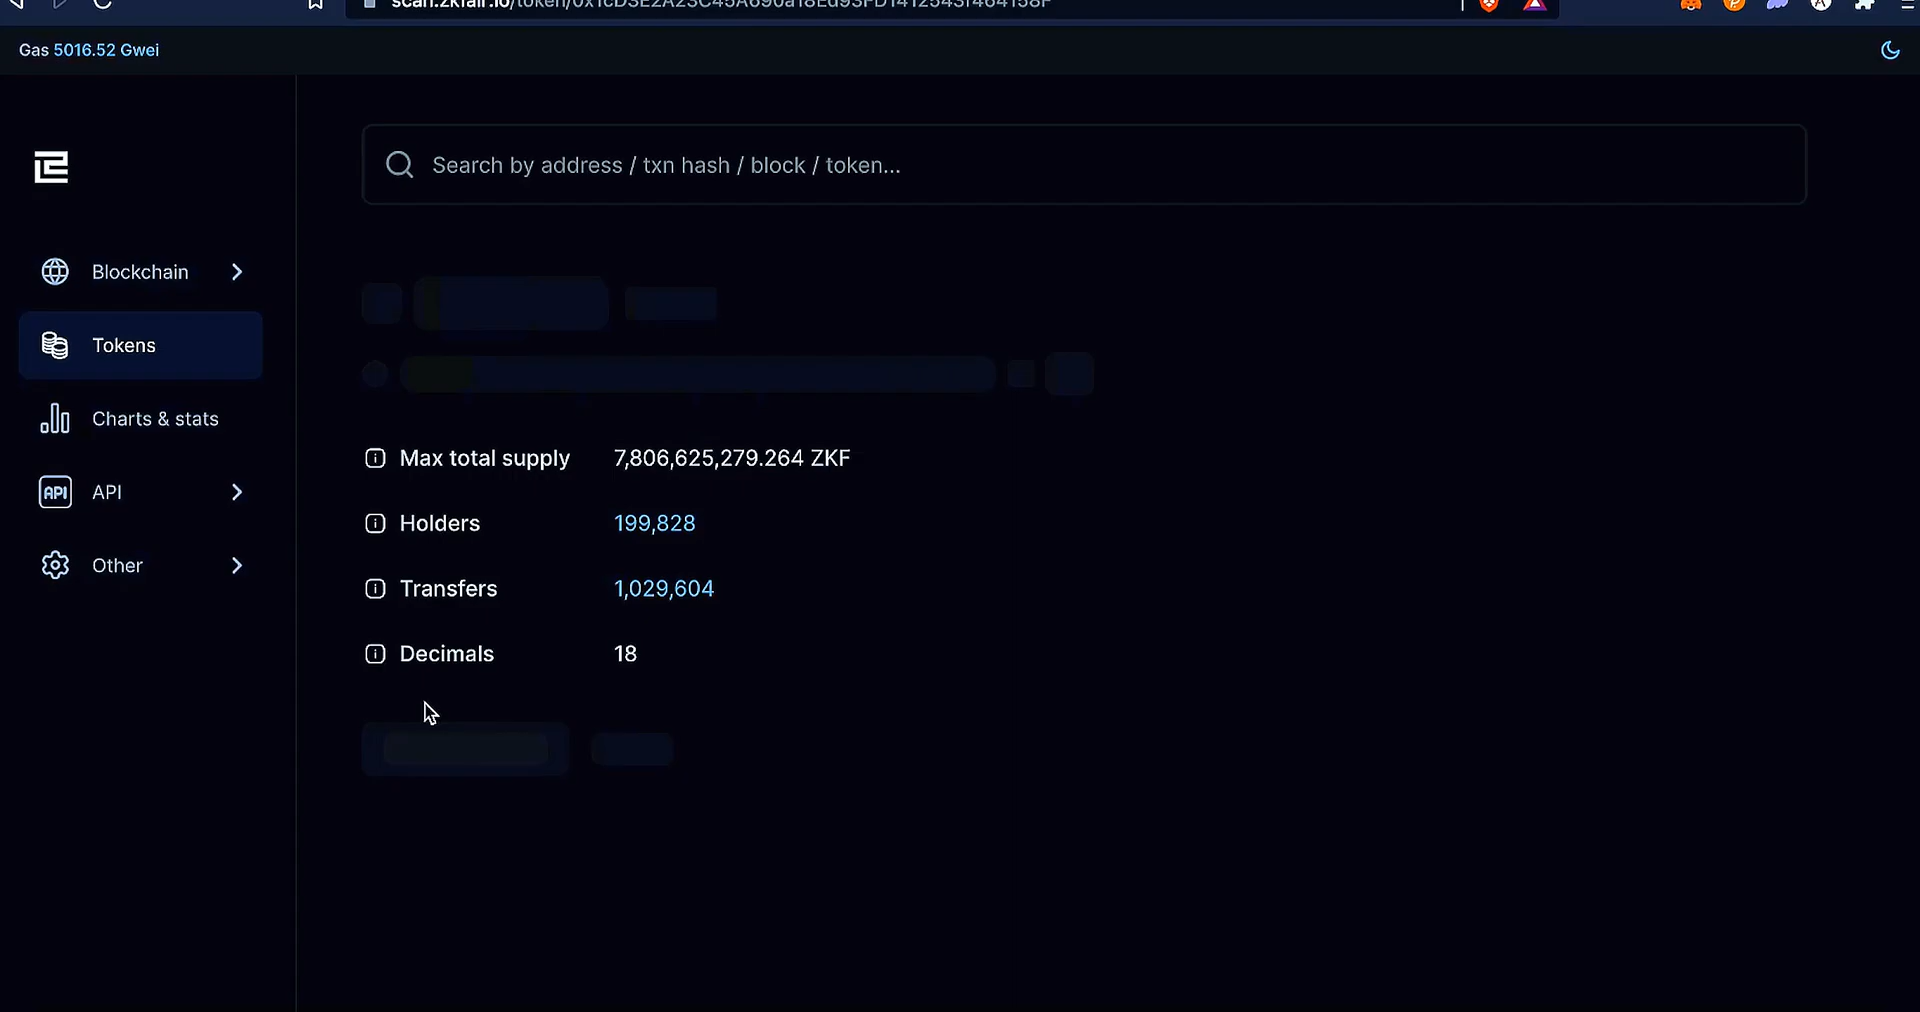 Gas 5016.52 Gwei
Search by address / txn hash / block / token...
Blockchain
Tokens
Charts & stats
API
API
Other
Max total supply 7,806,625,279.264 ZKF
Holders 199,828
Transfers 1,029,604
Decimals 18